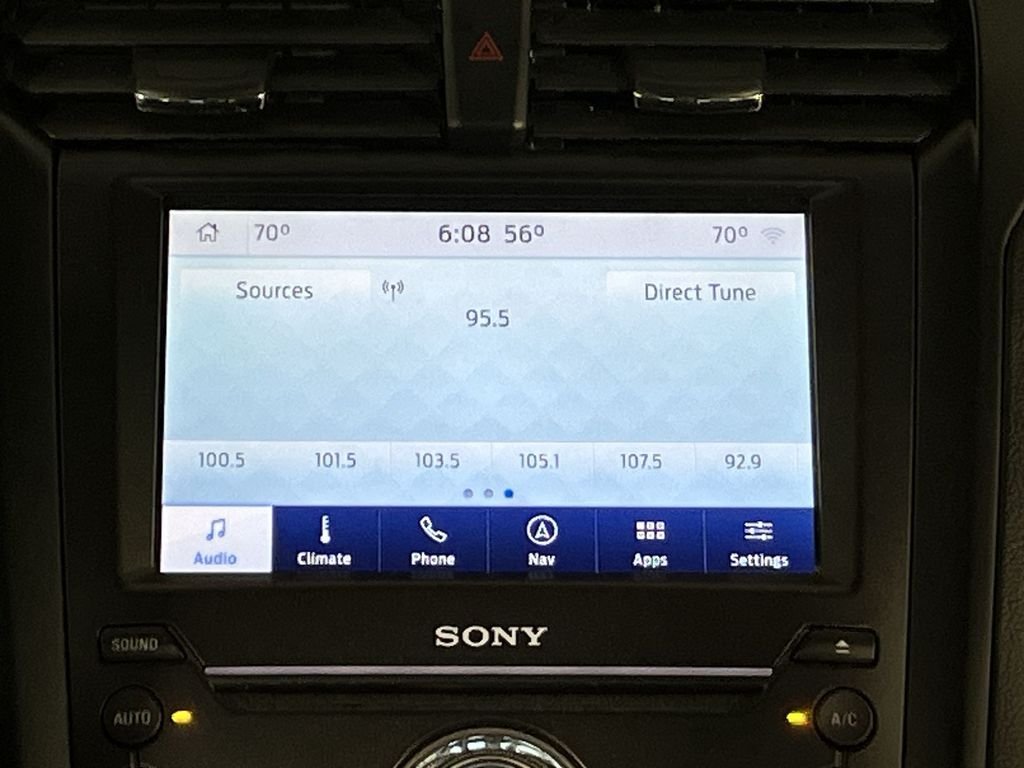 70° 6:08 56° 70°
Sources Direct Tune
95.5
100.5 101.5 103.5 105.1 107.5 92.9
Audio Climate Phone Nav Apps Settings
SONY
SOUND
AUTO A/C